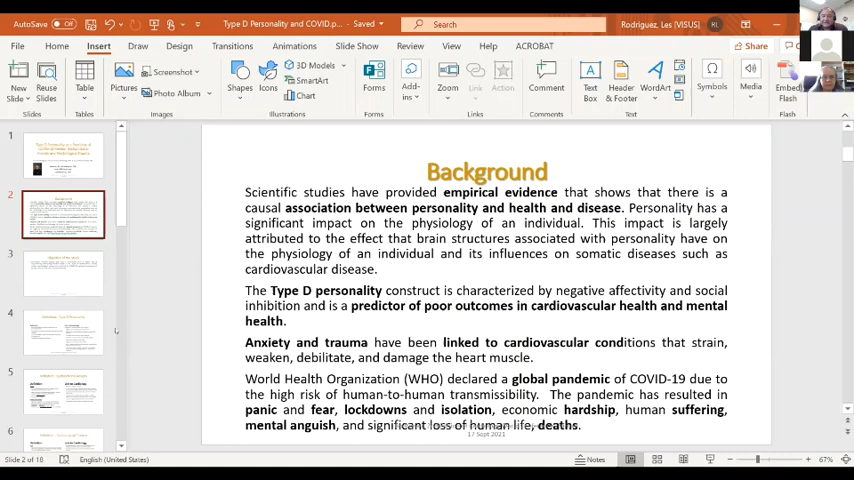 AutoSave Off Type D Personality and COVID.p... - Saved Search Rodriguez, Les [VISUS] RL
File Home Insert Draw Design Transitions Animations Slide Show Review View Help ACROBAT Share
New Slide Reuse Slides Table Pictures Screenshot Photo Album Shapes Icons 3D Models SmartArt Chart Forms Add-ins Zoom Link Action Comment Text Box Header & Footer WordArt Symbols Media Embed Flash
Slides Tables Images Illustrations Forms Links Comments Text Flash
1
2
3
4
5
6
Background
Scientific studies have provided empirical evidence that shows that there is a
causal association between personality and health and disease. Personality has a
significant impact on the physiology of an individual. This impact is largely
attributed to the effect that brain structures associated with personality have on
the physiology of an individual and its influences on somatic diseases such as
cardiovascular disease.
The Type D personality construct is characterized by negative affectivity and social
inhibition and is a predictor of poor outcomes in cardiovascular health and mental
health.
Anxiety and trauma have been linked to cardiovascular conditions that strain,
weaken, debilitate, and damage the heart muscle.
World Health Organization (WHO) declared a global pandemic of COVID-19 due to
the high risk of human-to-human transmissibility. The pandemic has resulted in
panic and fear, lockdowns and isolation, economic hardship, human suffering,
mental anguish, and significant loss of human life, deaths.
17 Sept 2021
Slide 2 of 18 English (United States) Notes 67%